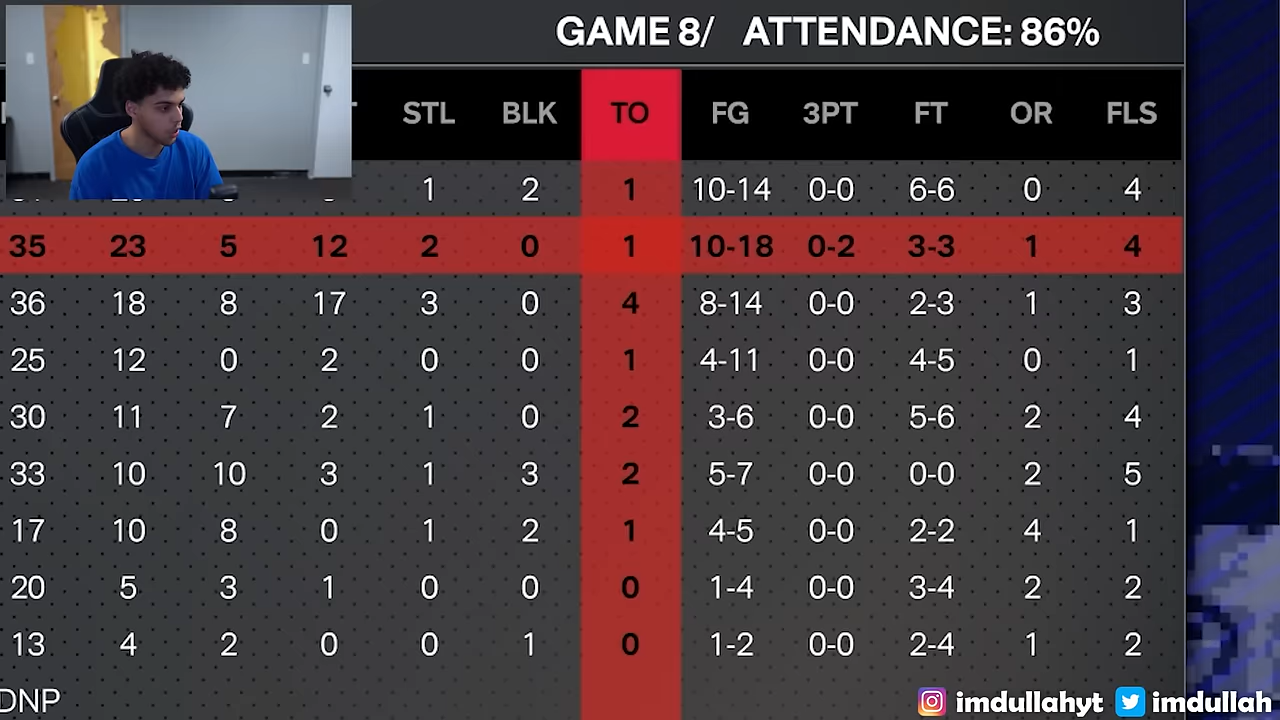 GAME 8/ ATTENDANCE: 86%
STL BLK TO FG 3PT FT OR FLS
1 2 1 10-14 0-0 6-6 0 4
35 23 5 12 2 0 1 10-18 0-2 3-3 1 4
36 18 8 17 3 0 4 8-14 0-0 2-3 1 3
25 12 0 2 0 0 1 4-11 0-0 4-5 0 1
30 11 7 2 1 0 2 3-6 0-0 5-6 2 4
33 10 10 3 1 3 2 5-7 0-0 0-0 2 5
17 10 8 0 1 2 1 4-5 0-0 2-2 4 1
20 5 3 1 0 0 0 1-4 0-0 3-4 2 2
13 4 2 0 0 1 0 1-2 0-0 2-4 1 2
DNP
imdullahyt imdullah